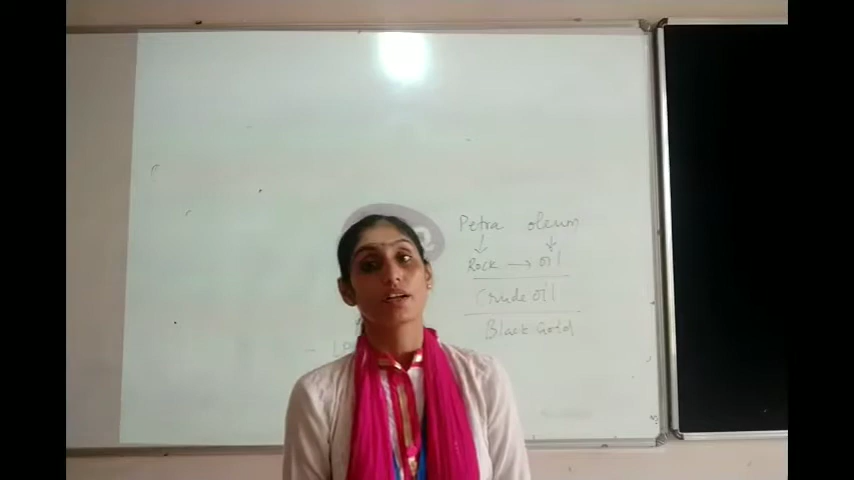 Petra oleum
↓ ↓
Rock → oil
Crude oil
Black Gold